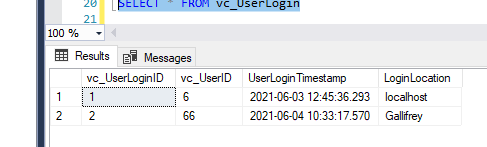 20 SELECT * FROM vc_UserLogin
21
100 %
Results Messages
vc_UserLoginID vc_UserID UserLoginTimestamp LoginLocation
1 1 6 2021-06-03 12:45:36.293 localhost
2 2 66 2021-06-04 10:33:17.570 Gallifrey